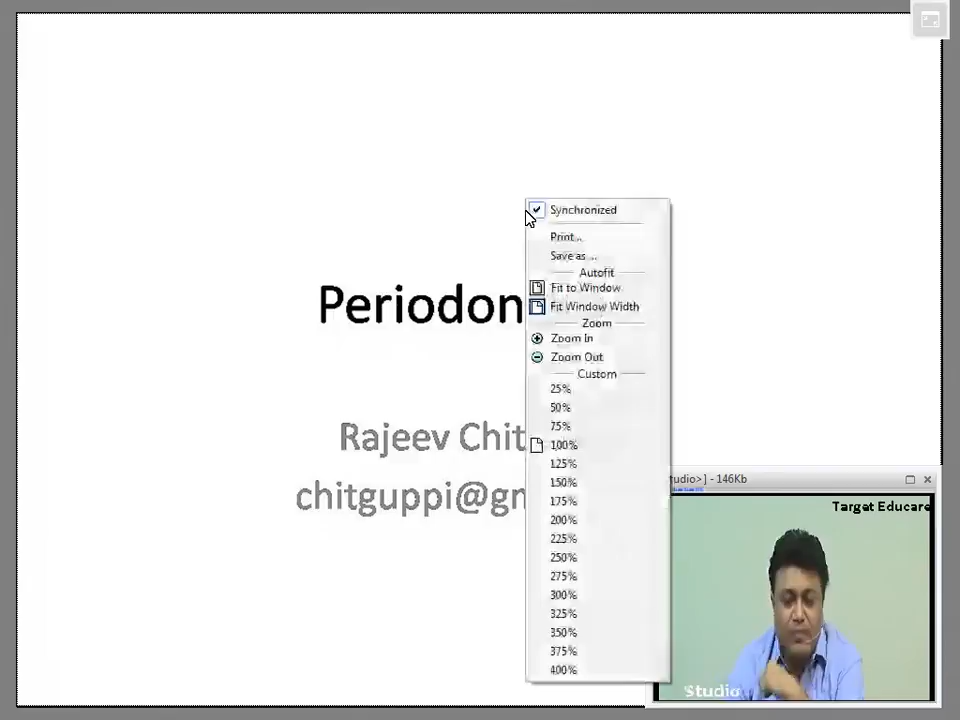 Synchronized
Print...
Save as ...
Autofit
Fit to Window
Periodon
Fit Window Width
Zoom
Zoom In
Zoom Out
Custom
25%
50%
75%
Rajeev Chit
100%
125%
150%
chitguppi@gm
175%
200%
225%
250%
275%
300%
325%
350%
375%
400%
udio>] - 146Kb
Target Educare
Studio